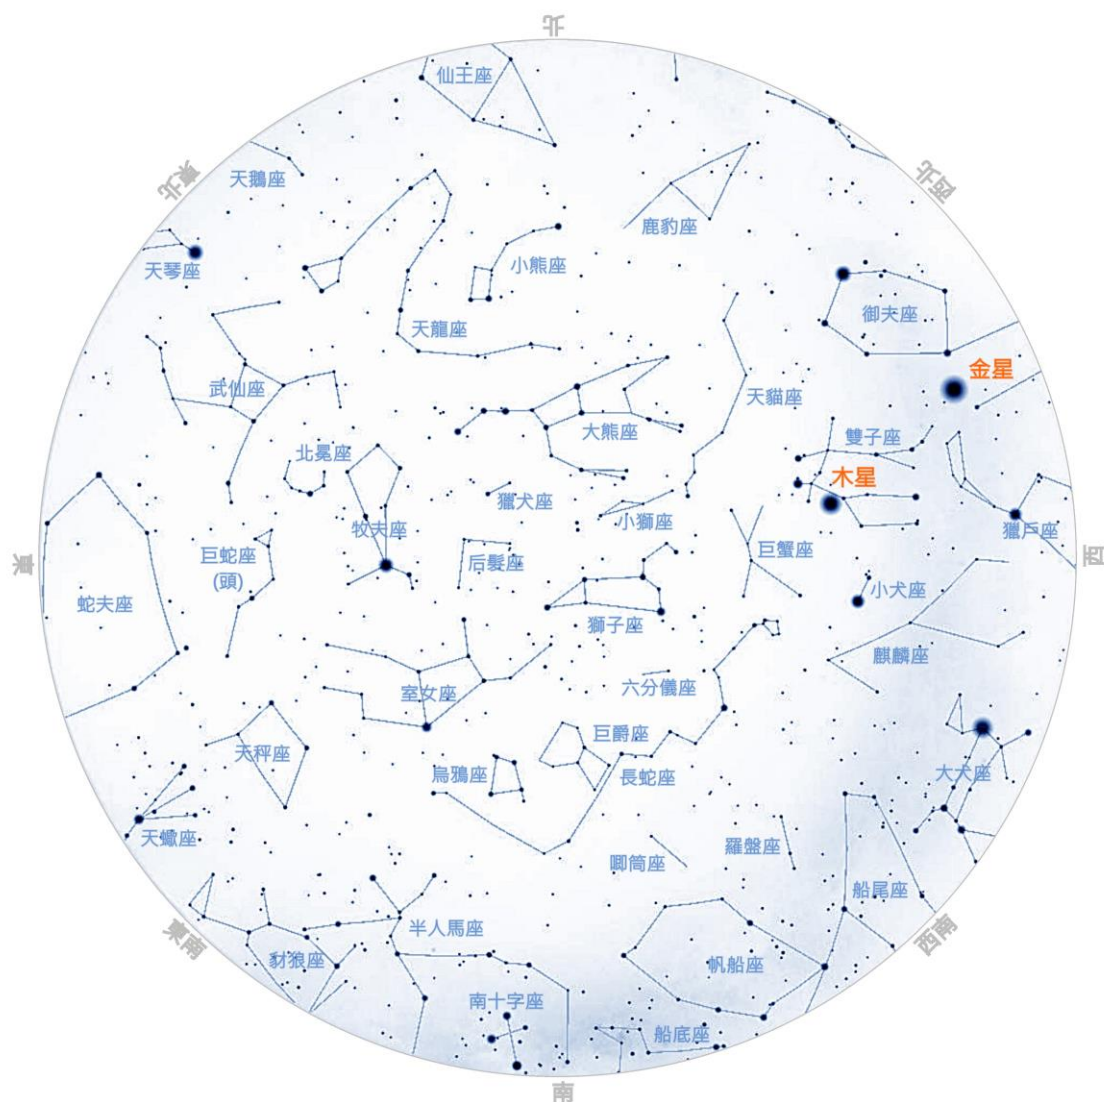 北
仙王座
天鵝座
東北
西北
鹿豹座
天琴座
小熊座
御夫座
天龍座
金星
武仙座
天貓座
大熊座
雙子座
北冕座
木星
獵犬座
小獅座
牧夫座
獵戶座
巨蛇座
(頭)
后髮座
巨蟹座
東
西
蛇夫座
小犬座
獅子座
麒麟座
室女座
六分儀座
天秤座
巨爵座
烏鴉座
長蛇座
大犬座
天蠍座
羅盤座
唧筒座
船尾座
半人馬座
東南
西南
豺狼座
帆船座
南十字座
船底座
南